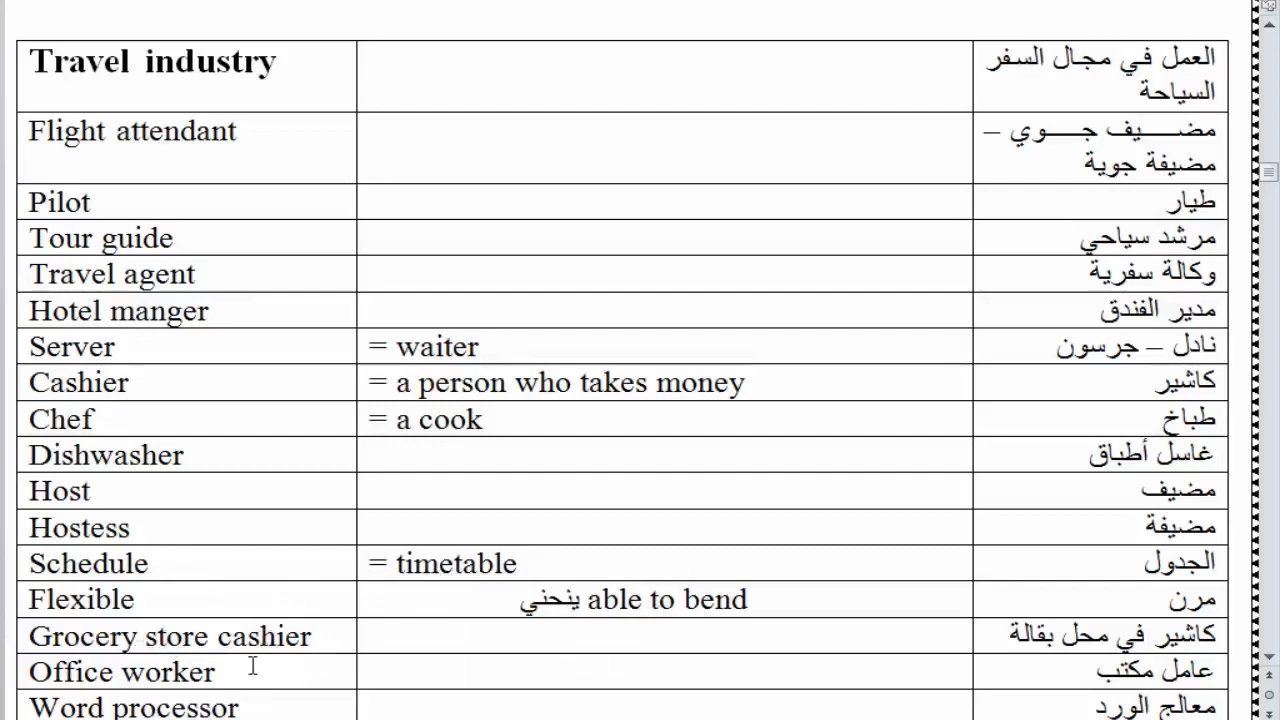 Travel industry العمل في مجال السفر
السياحة
Flight attendant مضيف جوي –
مضيفة جوية
Pilot طيار
Tour guide مرشد سياحي
Travel agent وكالة سفرية
Hotel manger مدير الفندق
Server = waiter نادل – جرسون
Cashier = a person who takes money كاشير
Chef = a cook طباخ
Dishwasher غاسل أطباق
Host مضيف
Hostess مضيفة
Schedule = timetable الجدول
Flexible ينحني able to bend مرن
Grocery store cashier كاشير في محل بقالة
Office worker عامل مكتب
Word processor معالج الورد